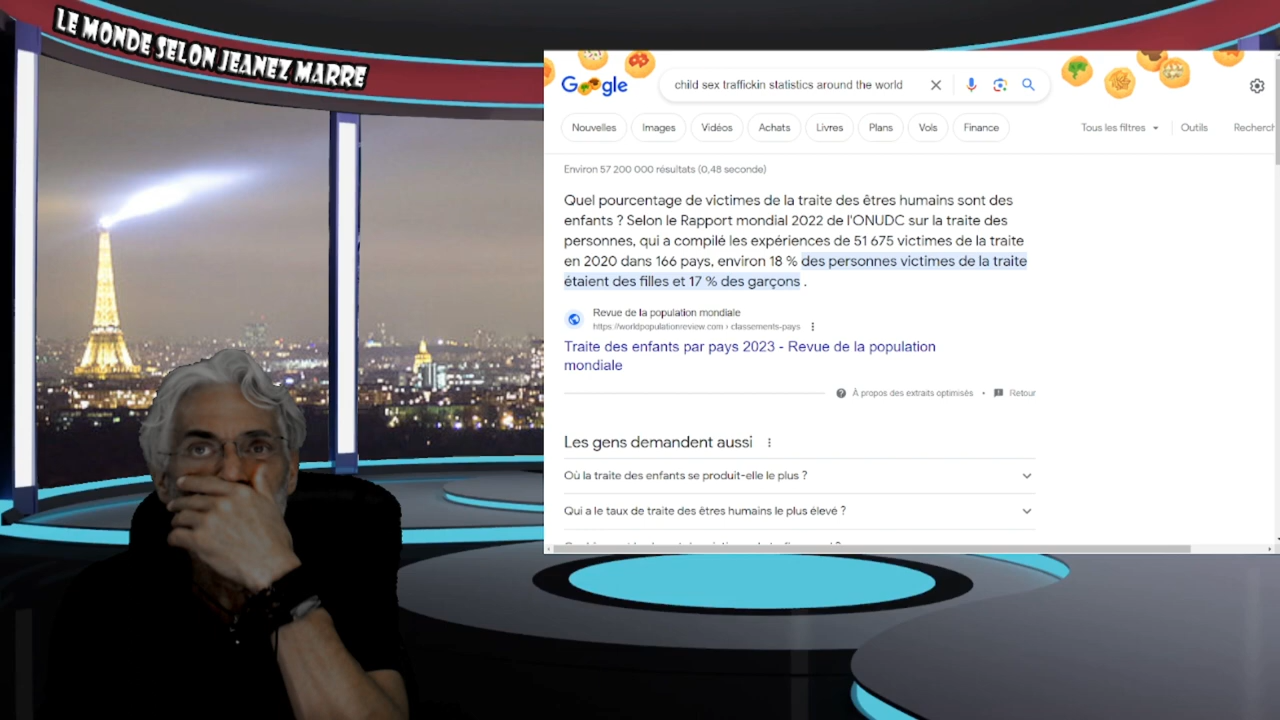 LE MONDE SELON JEANEZ MARRE
Google
child sex traffickin statistics around the world
Nouvelles
Images
Vidéos
Achats
Livres
Plans
Vols
Finance
Tous les filtres
Outils
Recherch
Environ 57 200 000 résultats (0,48 seconde)
Quel pourcentage de victimes de la traite des êtres humains sont des
enfants ? Selon le Rapport mondial 2022 de l'ONUDC sur la traite des
personnes, qui a compilé les expériences de 51 675 victimes de la traite
en 2020 dans 166 pays, environ 18 % des personnes victimes de la traite
étaient des filles et 17 % des garçons .
Revue de la population mondiale
https://worldpopulationreview.com › classements-pays
Traite des enfants par pays 2023 - Revue de la population
mondiale
À propos des extraits optimisés
Retour
Les gens demandent aussi
Où la traite des enfants se produit-elle le plus ?
Qui a le taux de traite des êtres humains le plus élevé ?